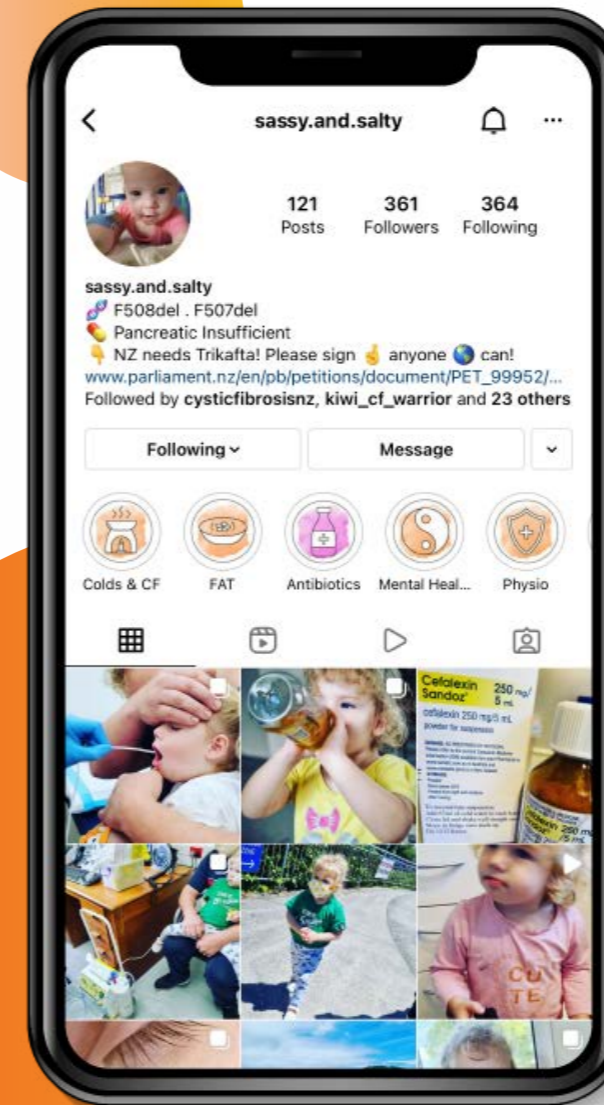 sassy.and.salty
121 361 364
Posts Followers Following
sassy.and.salty
🧬 F508del . F507del
💊 Pancreatic Insufficient
👇 NZ needs Trikafta! Please sign ☝ anyone 🌎 can!
www.parliament.nz/en/pb/petitions/document/PET_99952/...
Followed by cysticfibrosisnz, kiwi_cf_warrior and 23 others
Following
Message
Colds & CF
FAT
Antibiotics
Mental Heal...
Physio
Cefalexin 250 mg/
Sandoz 5 mL
cefalexin 250 mg/5 mL
powder for suspension
CU
TE